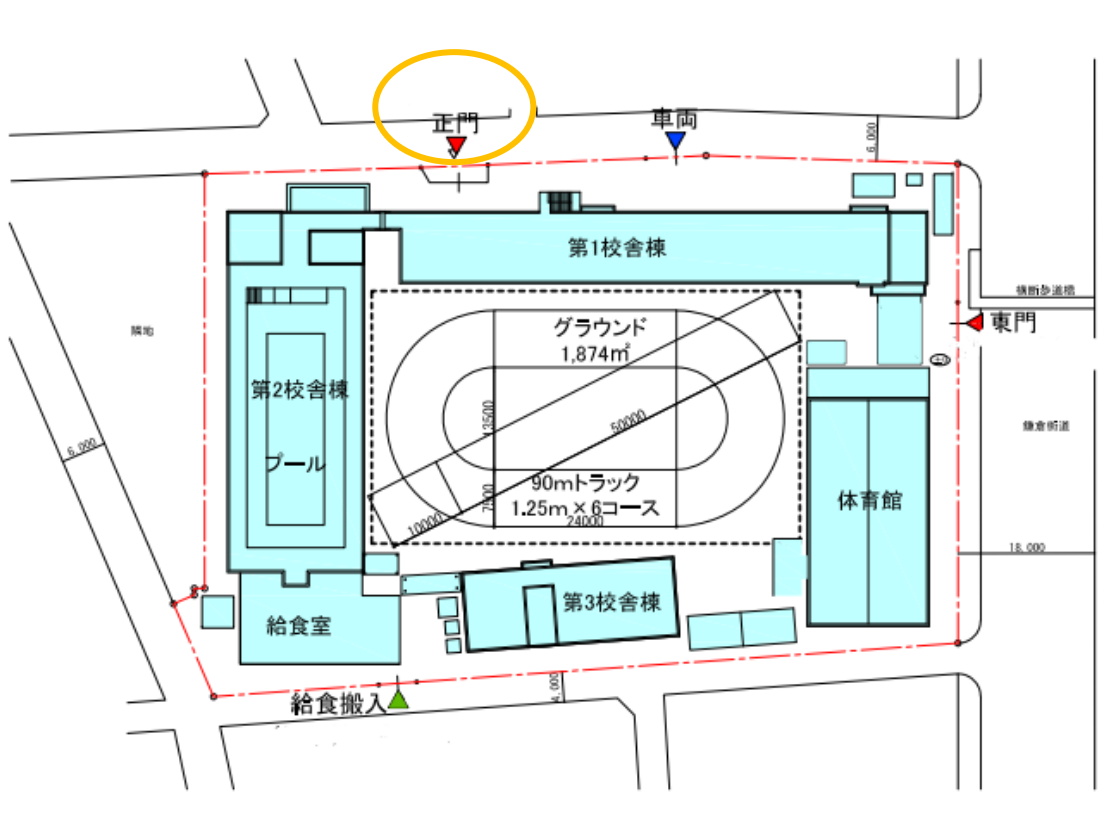 正門
車両
6,000
第1校舎棟
横断歩道橋
東門
隣地
グラウンド
1,874㎡
第2校舎棟
13500
50000
鎌倉街道
6,000
プール
90mトラック
7500
1.25m×6コース
24000
10000
体育館
18,000
第3校舎棟
給食室
4,000
給食搬入